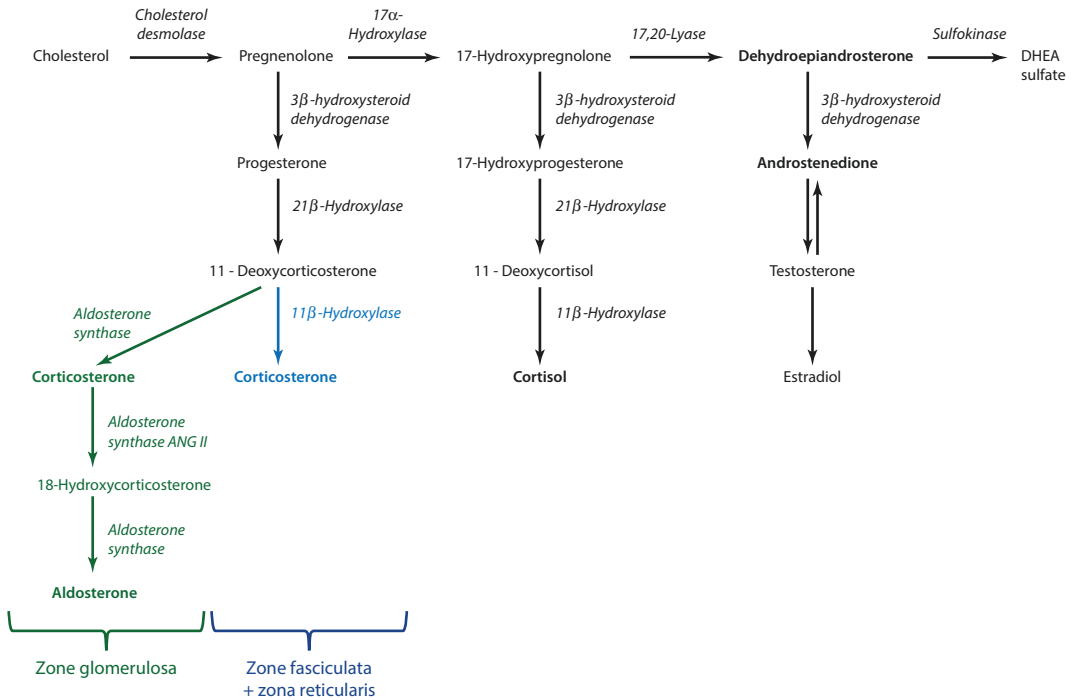 Cholesterol
desmolase
17α-
Hydroxylase
17,20-Lyase
Sulfokinase
Cholesterol
Pregnenolone
17-Hydroxypregnolone
Dehydroepiandrosterone
DHEA
sulfate
3β-hydroxysteroid
dehydrogenase
3β-hydroxysteroid
dehydrogenase
3β-hydroxysteroid
dehydrogenase
Progesterone
17-Hydroxyprogesterone
Androstenedione
21β-Hydroxylase
21β-Hydroxylase
11 - Deoxycorticosterone
11 - Deoxycortisol
Testosterone
Aldosterone
synthase
11β-Hydroxylase
11β-Hydroxylase
Corticosterone
Corticosterone
Cortisol
Estradiol
Aldosterone
synthase ANG II
18-Hydroxycorticosterone
Aldosterone
synthase
Aldosterone
Zone glomerulosa
Zone fasciculata
+ zona reticularis